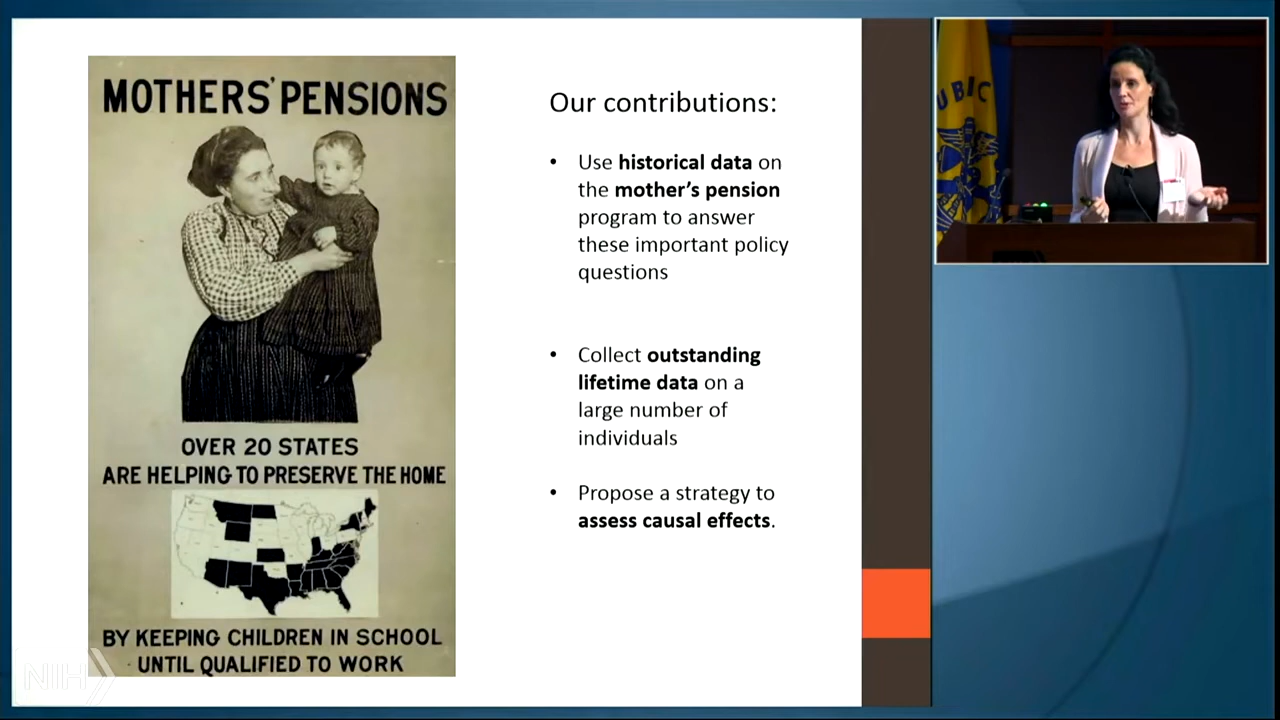 MOTHERS' PENSIONS
OVER 20 STATES
ARE HELPING TO PRESERVE THE HOME
BY KEEPING CHILDREN IN SCHOOL
UNTIL QUALIFIED TO WORK
Our contributions:
• Use historical data on
the mother's pension
program to answer
these important policy
questions
• Collect outstanding
lifetime data on a
large number of
individuals
• Propose a strategy to
assess causal effects.
UBIC
NIH